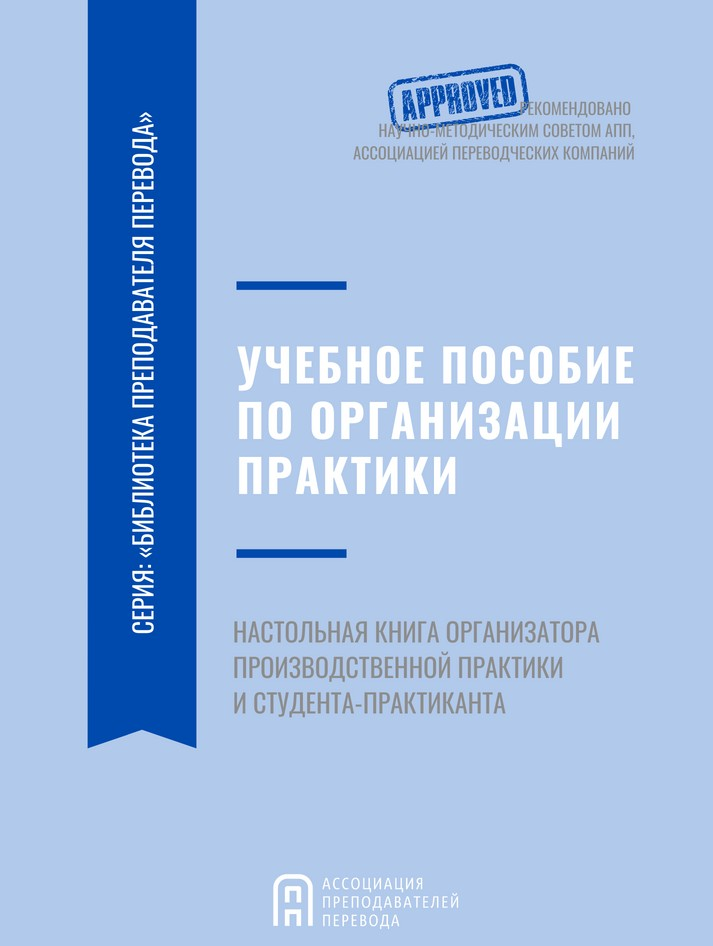 СЕРИЯ: «БИБЛИОТЕКА ПРЕПОДАВАТЕЛЯ ПЕРЕВОДА»
APPROVED
РЕКОМЕНДОВАНО
НАУЧНО-МЕТОДИЧЕСКИМ СОВЕТОМ АПП,
АССОЦИАЦИЕЙ ПЕРЕВОДЧЕСКИХ КОМПАНИЙ
УЧЕБНОЕ ПОСОБИЕ
ПО ОРГАНИЗАЦИИ
ПРАКТИКИ
НАСТОЛЬНАЯ КНИГА ОРГАНИЗАТОРА
ПРОИЗВОДСТВЕННОЙ ПРАКТИКИ
И СТУДЕНТА-ПРАКТИКАНТА
АССОЦИАЦИЯ
ПРЕПОДАВАТЕЛЕЙ
ПЕРЕВОДА